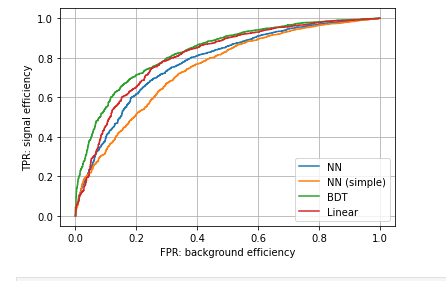 1.0
0.8
0.6
0.4
0.2
0.0
TPR: signal efficiency
NN
NN (simple)
BDT
Linear
0.0 0.2 0.4 0.6 0.8 1.0
FPR: background efficiency